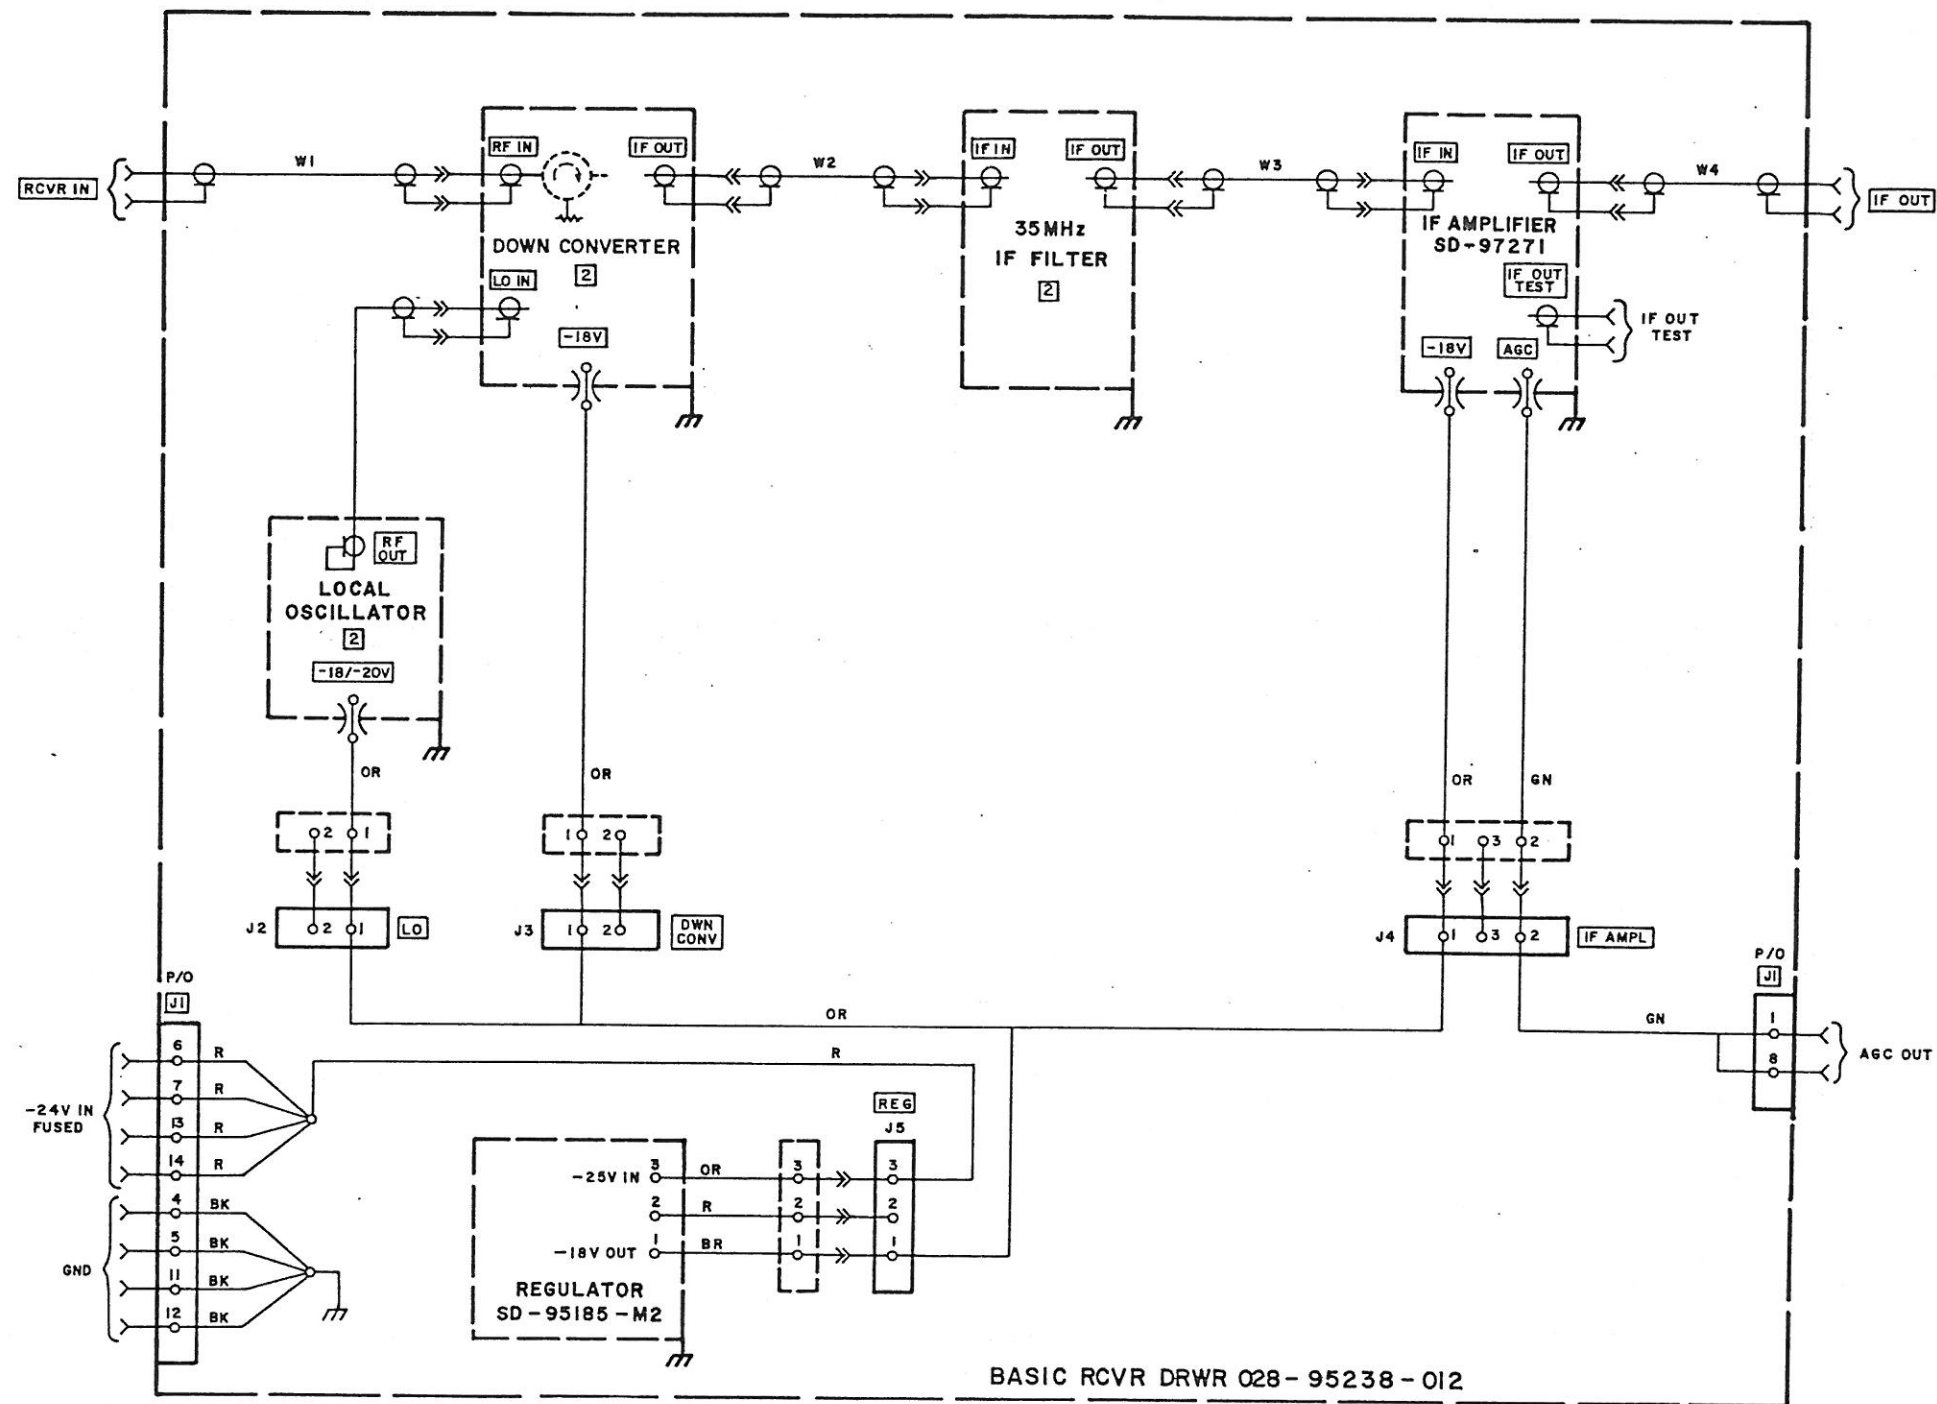 RCVR IN
W1
RF IN
IF OUT
W2
IF IN
IF OUT
W3
IF IN
IF OUT
W4
IF OUT
DOWN CONVERTER
2
LO IN
-18V
35MHz
IF FILTER
2
IF AMPLIFIER
SD-97271
IF OUT
TEST
IF OUT
TEST
-18V
AGC
RF
OUT
LOCAL
OSCILLATOR
2
-18/-20V
OR
OR
OR
GN
2 1
1 2
1 3 2
J2
2 1
LO
J3
1 2
DWN
CONV
J4
1 3 2
IF AMPL
P/O
J1
OR
GN
P/O
J1
1
8
AGC OUT
-24V IN
FUSED
6 R
7 R
13 R
14 R
R
GND
4 BK
5 BK
11 BK
12 BK
REG
J5
-25V IN 3 OR 3 3
2 R 2 2
-18V OUT 1 BR 1 1
REGULATOR
SD-95185-M2
BASIC RCVR DRWR 028-95238-012